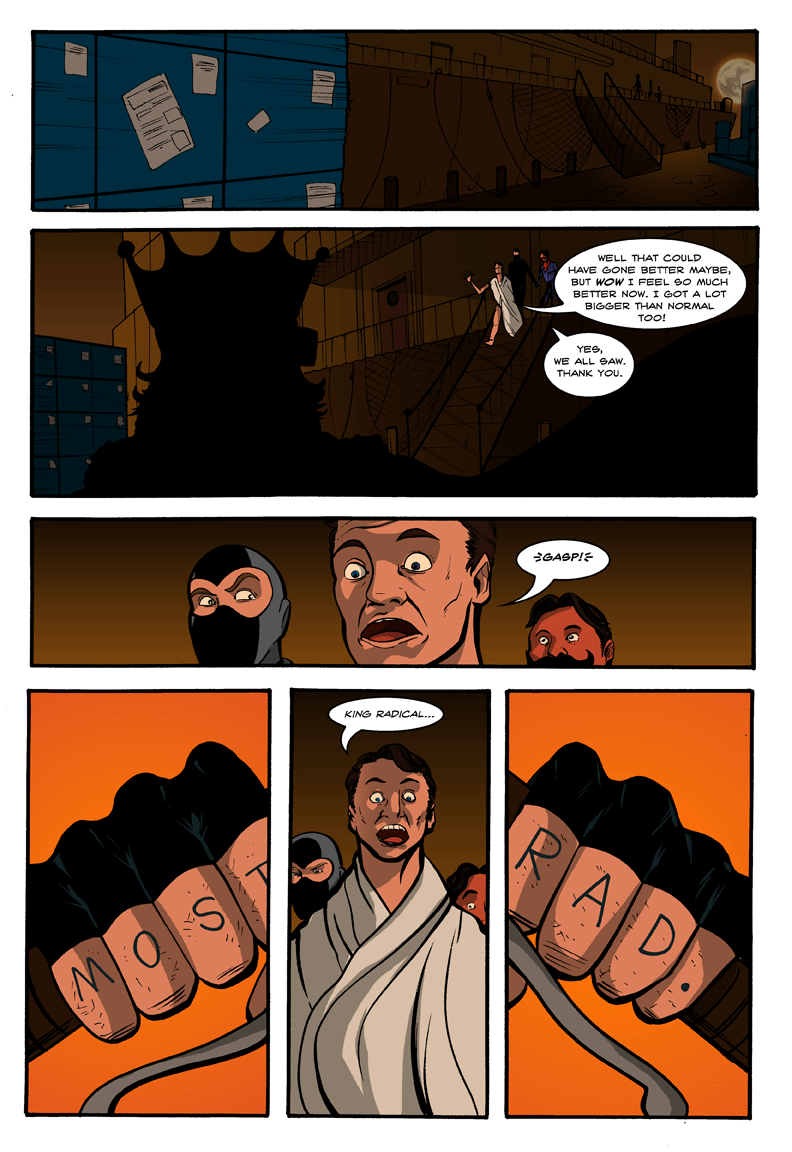 WELL THAT COULD
HAVE GONE BETTER MAYBE,
BUT WOW I FEEL SO MUCH
BETTER NOW. I GOT A LOT
BIGGER THAN NORMAL
TOO!
YES,
WE ALL SAW.
THANK YOU.
GASP!
KING RADICAL...
MOST
RAD.